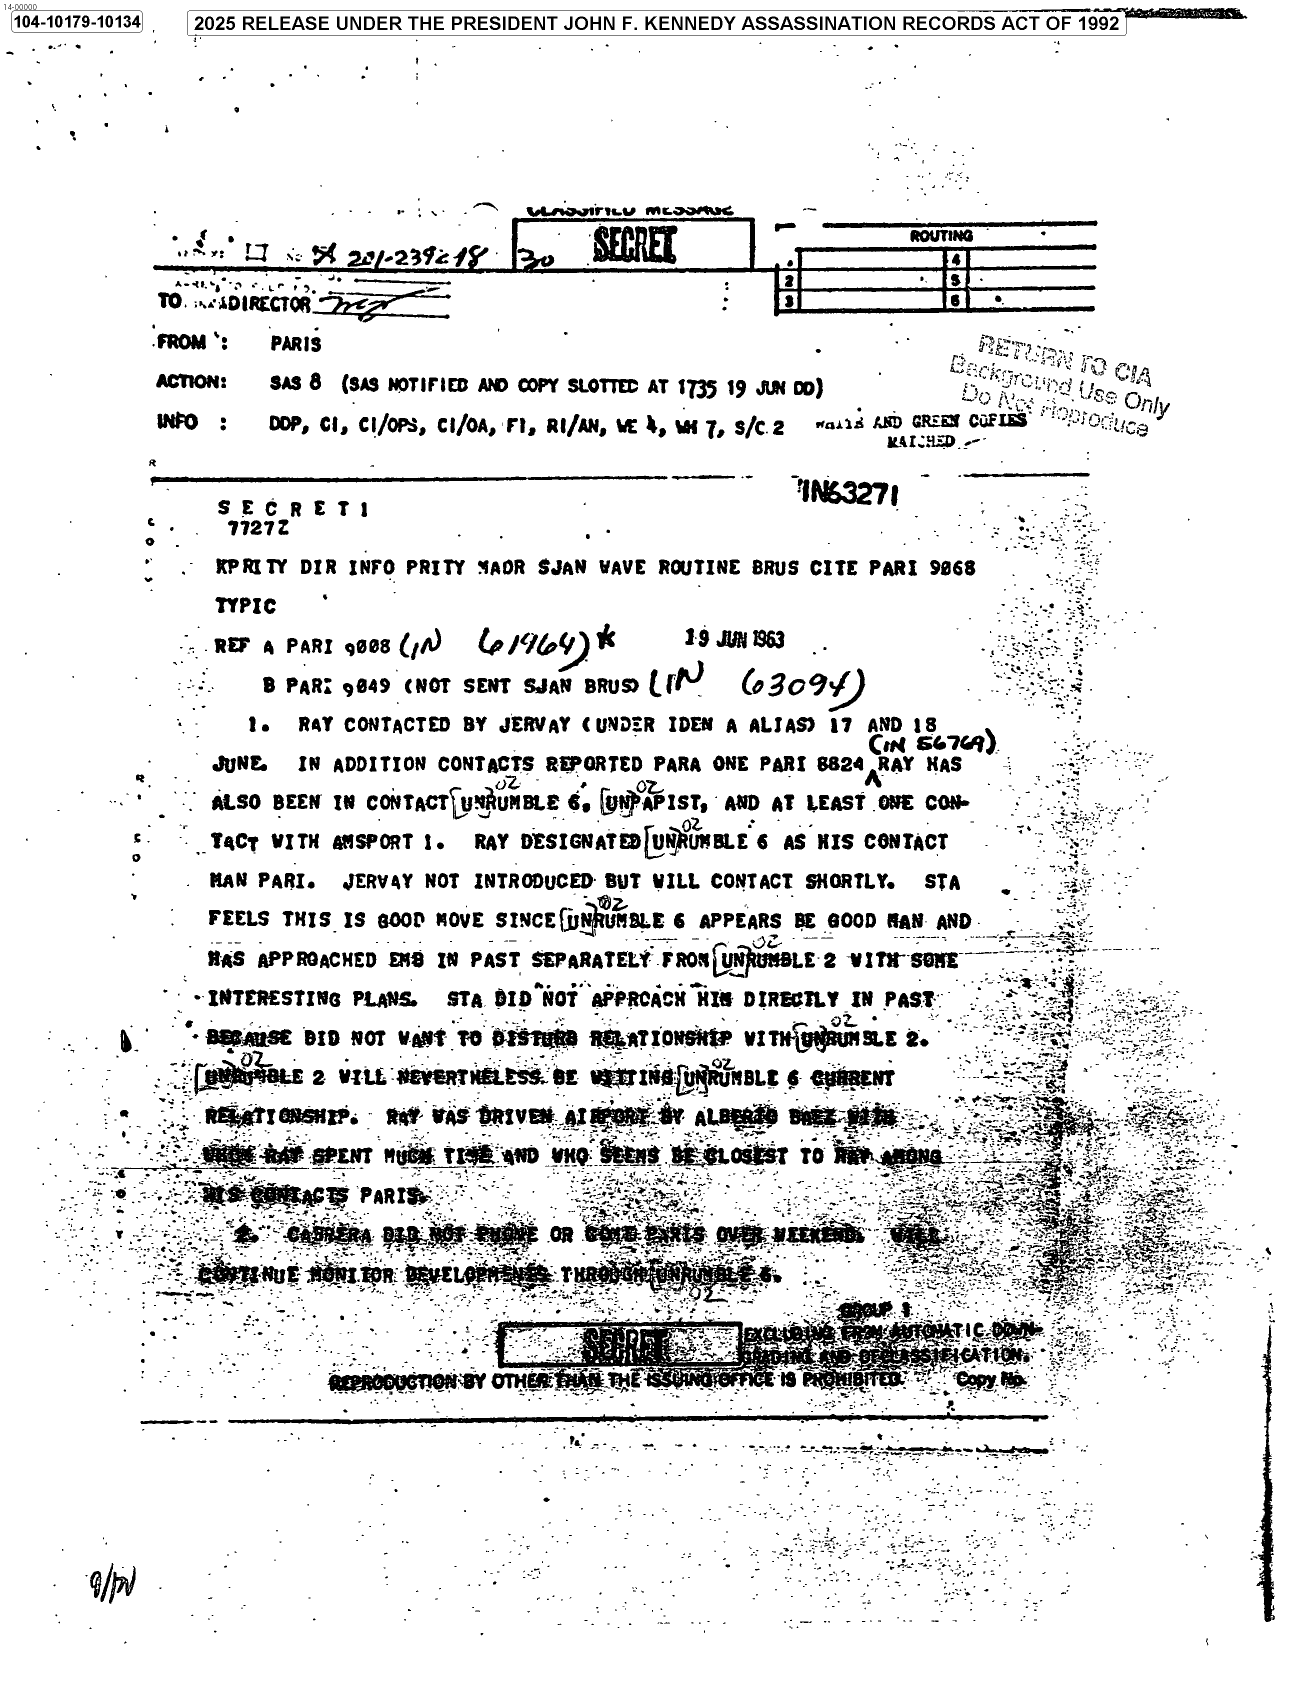 14-00000
104-10179-10134
2025 RELEASE UNDER THE PRESIDENT JOHN F. KENNEDY ASSASSINATION RECORDS ACT OF 1992
CLASSIFIED MESSAGE
30
SECRET
ROUTING
4
2 5
3 6
TO DIRECTOR
FROM : PARIS
ACTION: SAS 8 (SAS NOTIFIED AND COPY SLOTTED AT 1735 19 JUN DD)
INFO : DDP, CI, CI/OPS, CI/OA, FI, RI/AN, WE 4, WH 7, S/C 2
AND GREEN COPIES
MATCHED
RETURN TO CIA
Background Use Only
Do Not Reproduce
IN63271
S E C R E T 1
7727Z
KPRITY DIR INFO PRITY MADR SJAN WAVE ROUTINE BRUS CITE PARI 9068
TYPIC
REF A PARI 9008 (IN 61964)* 19 JUN 1963
B PARI 9049 (NOT SENT SJAN BRUS) (IN 63094)
1. RAY CONTACTED BY JERVAY (UNDER IDEN A ALIAS) 17 AND 18
(IN 56769)
JUNE. IN ADDITION CONTACTS REPORTED PARA ONE PARI 8824 RAY HAS
02 02
ALSO BEEN IN CONTACT [UNRUMBLE 6, [UNPAPIST, AND AT LEAST ONE CON-
02
TACT WITH AMSPORT 1. RAY DESIGNATED [UNRUMBLE 6 AS HIS CONTACT
MAN PARI. JERVAY NOT INTRODUCED BUT WILL CONTACT SHORTLY. STA
02
FEELS THIS IS GOOD MOVE SINCE [UNRUMBLE 6 APPEARS BE GOOD MAN AND
02
HAS APPROACHED EMB IN PAST SEPARATELY FROM [UNRUMBLE 2 WITH SOME
INTERESTING PLANS. STA DID NOT APPROACH HIM DIRECTLY IN PAST
02
BECAUSE DID NOT WANT TO DISTURB RELATIONSHIP WITH [UNRUMBLE 2.
02 02
[UNRUMBLE 2 WILL NEVERTHELESS BE WITTING [UNRUMBLE 6 CURRENT
RELATIONSHIP. RAY WAS DRIVEN AIRPORT BY ALBERTO BAEZ WITH
WHOM RAY SPENT MUCH TIME AND WHO SEEMS BE CLOSEST TO RAY AMONG
HIS CONTACTS PARIS.
2. CABRERA DID NOT PHONE OR COME PARIS OVER WEEKEND. WILL
CONTINUE MONITOR DEVELOPMENTS THROUGH [UNRUMBLE 6.
02
SECRET
GROUP 1
EXCLUDING FROM AUTOMATIC DOWN-
GRADING AND DECLASSIFICATION.
REPRODUCTION BY OTHER THAN THE ISSUING OFFICE IS PROHIBITED. Copy No.